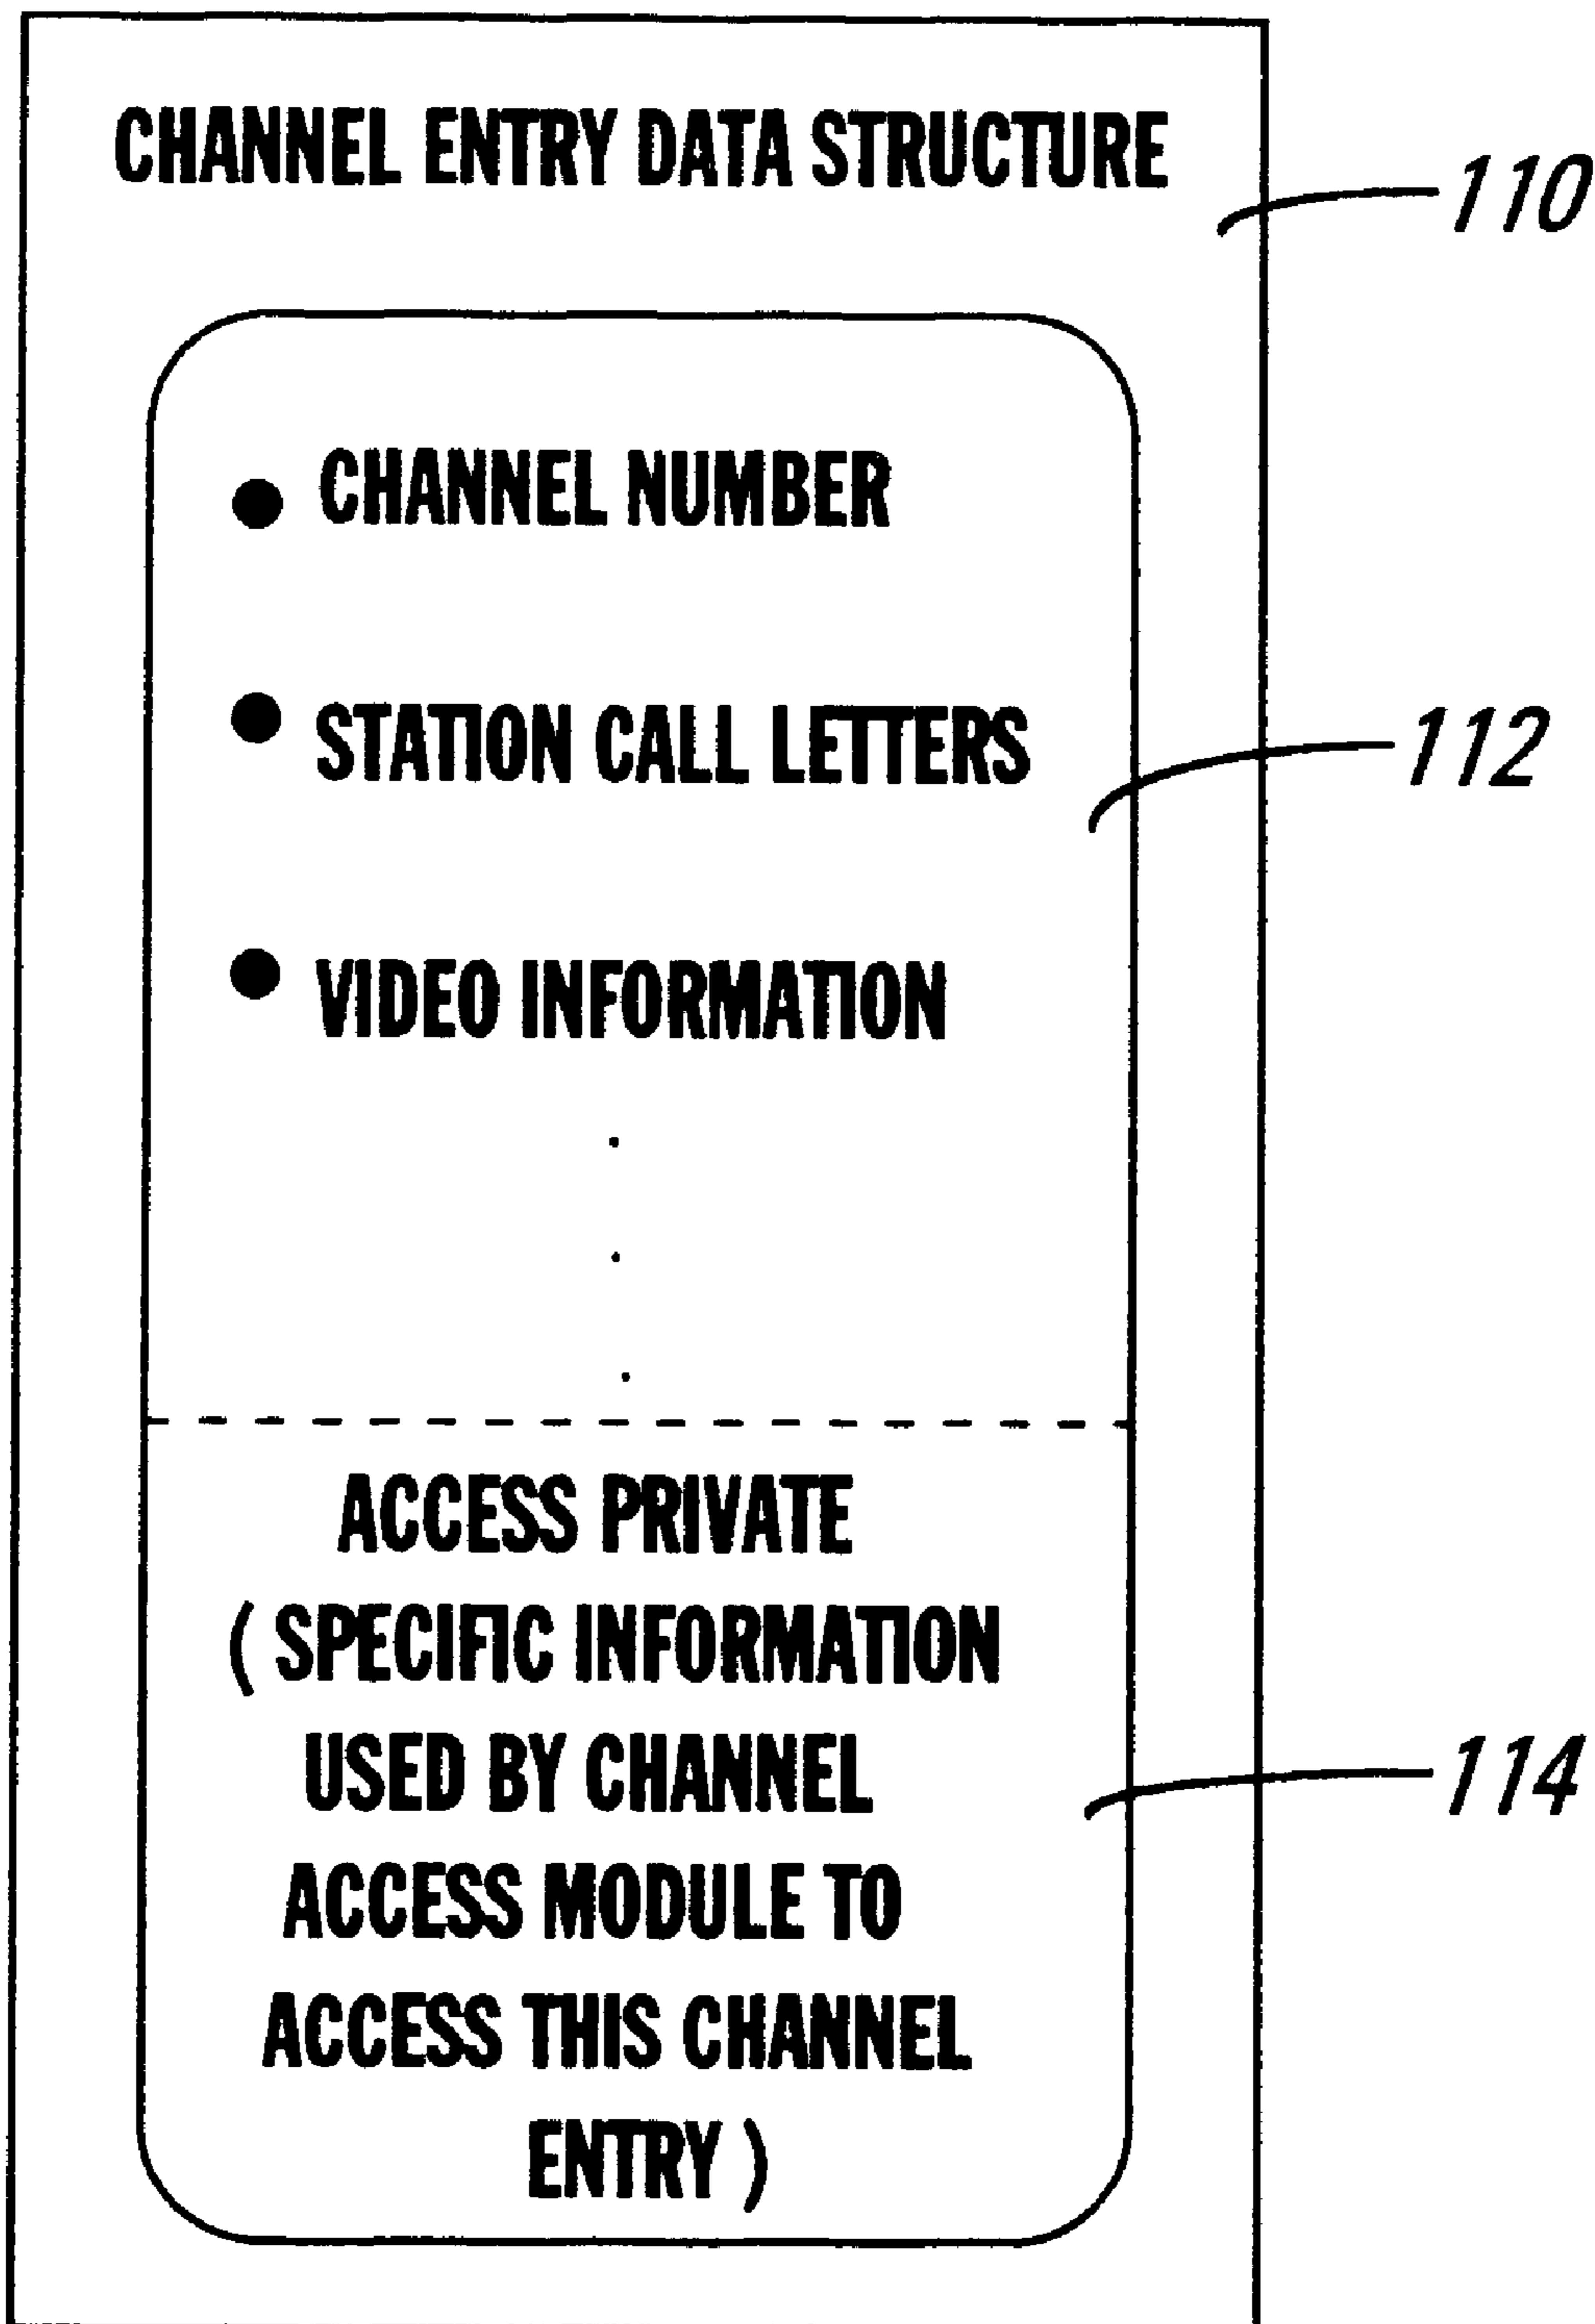 CHANNEL ENTRY DATA STRUCTURE
110
● CHANNEL NUMBER
● STATION CALL LETTERS
112
● VIDEO INFORMATION
ACCESS PRIVATE
( SPECIFIC INFORMATION
USED BY CHANNEL
114
ACCESS MODULE TO
ACCESS THIS CHANNEL
ENTRY )